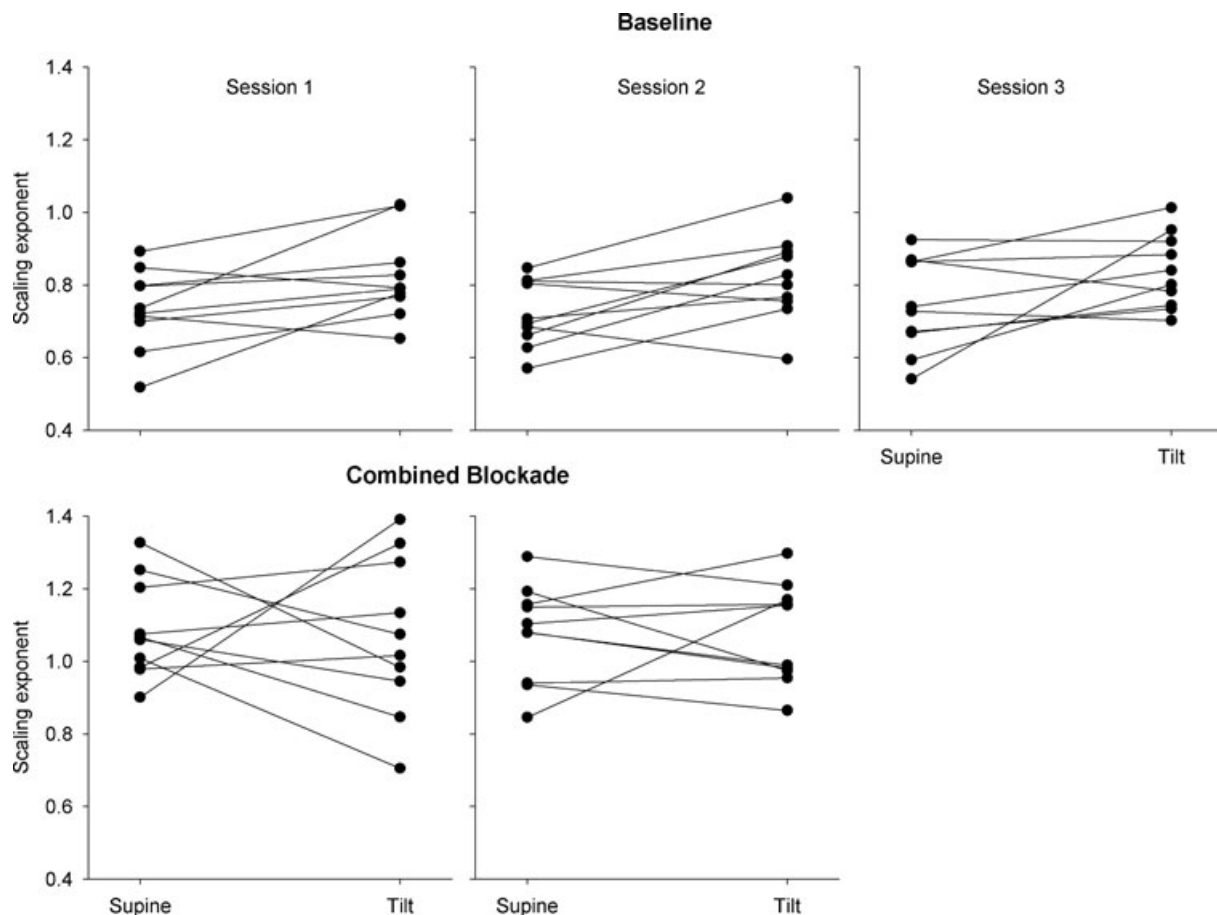 Baseline
Session 1
Session 2
Session 3
1.4
1.2
1.0
0.8
0.6
0.4
Scaling exponent
Supine
Tilt
Combined Blockade
1.4
1.2
1.0
0.8
0.6
0.4
Scaling exponent
Supine
Tilt
Supine
Tilt